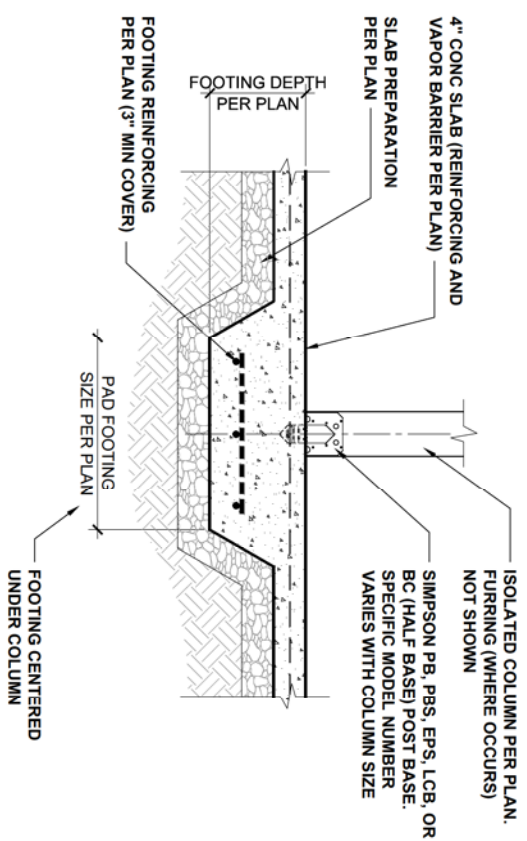 4" CONC SLAB (REINFORCING AND
VAPOR BARRIER PER PLAN)
SLAB PREPARATION
PER PLAN
FOOTING DEPTH
PER PLAN
FOOTING REINFORCING
PER PLAN (3" MIN COVER)
ISOLATED COLUMN PER PLAN.
FURRING (WHERE OCCURS)
NOT SHOWN
SIMPSON PB, PBS, EPS, LCB, OR
BC (HALF BASE) POST BASE.
SPECIFIC MODEL NUMBER
VARIES WITH COLUMN SIZE
PAD FOOTING
SIZE PER PLAN
FOOTING CENTERED
UNDER COLUMN